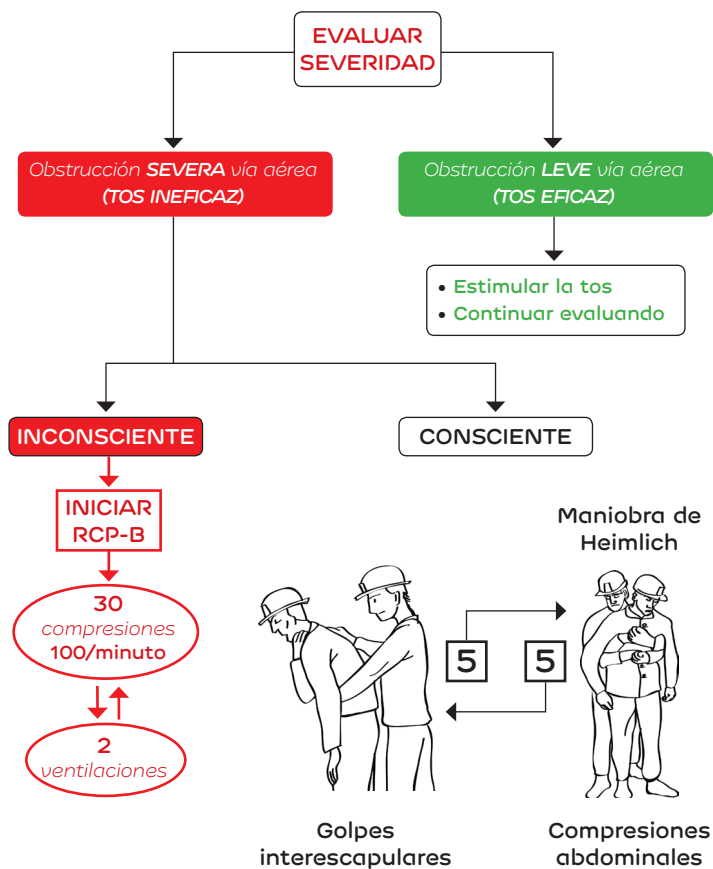 EVALUAR
SEVERIDAD
Obstrucción SEVERA vía aérea
(TOS INEFICAZ)
Obstrucción LEVE vía aérea
(TOS EFICAZ)
• Estimular la tos
• Continuar evaluando
INCONSCIENTE
CONSCIENTE
INICIAR
RCP-B
30
compresiones
100/minuto
2
ventilaciones
Maniobra de
Heimlich
5
5
Golpes
interescapulares
Compresiones
abdominales